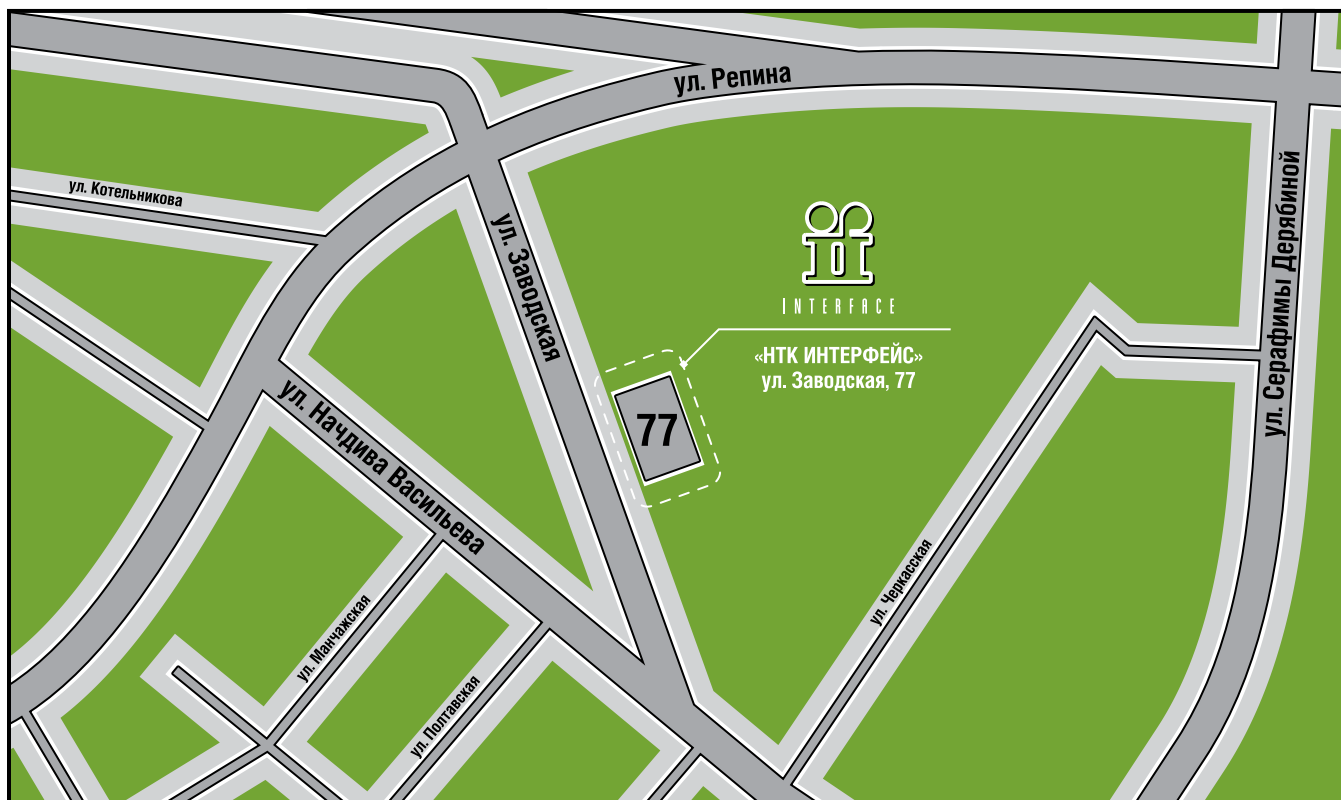 ул. Репина
ул. Котельникова
ул. Заводская
INTERFACE
«НТК ИНТЕРФЕЙС»
ул. Заводская, 77
77
ул. Серафимы Дерябиной
ул. Начдива Васильева
ул. Черкасская
ул. Манчажская
ул. Полтавская